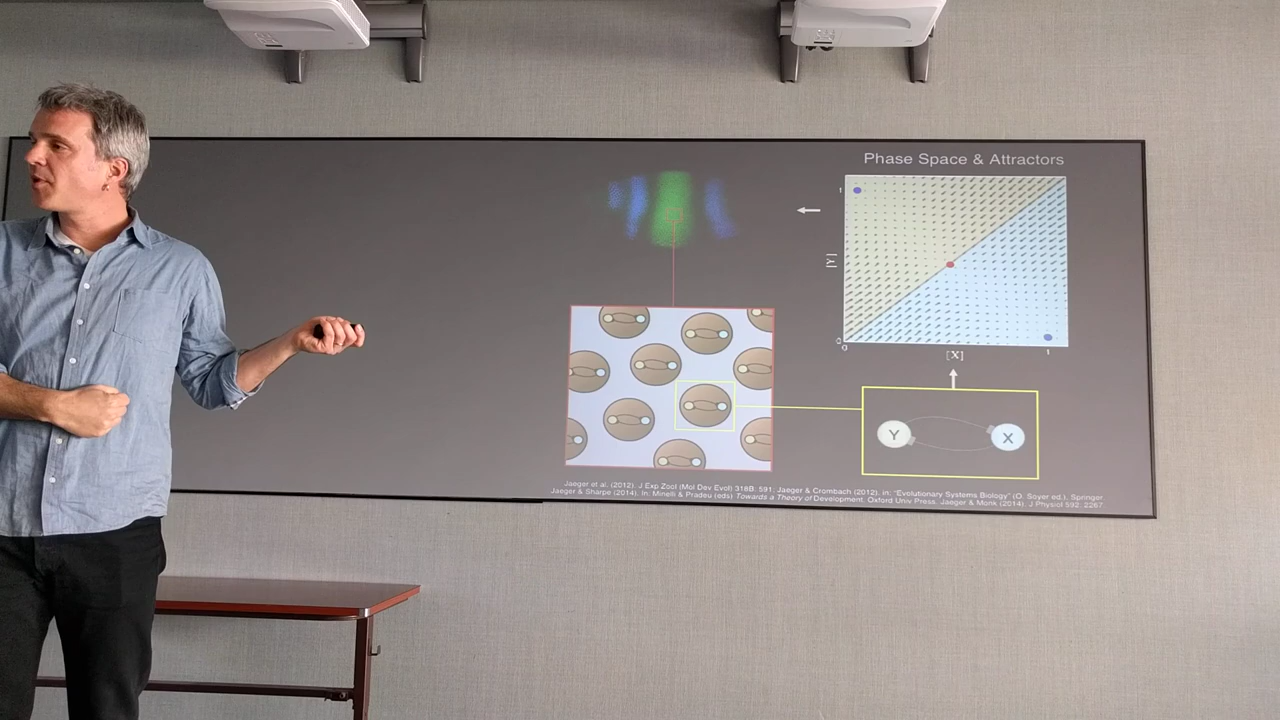 Phase Space & Attractors
1
[Y]
0
0
[X]
1
Y
X
Jaeger et al. (2012). J Exp Zool (Mol Dev Evol) 318B: 591; Jaeger & Crombach (2012). in: "Evolutionary Systems Biology" (O. Soyer ed.), Springer
Jaeger & Sharpe (2014). In: Minelli & Pradeu (eds) Towards a Theory of Development. Oxford Univ Press. Jaeger & Monk (2014). J Physiol 592: 2267.